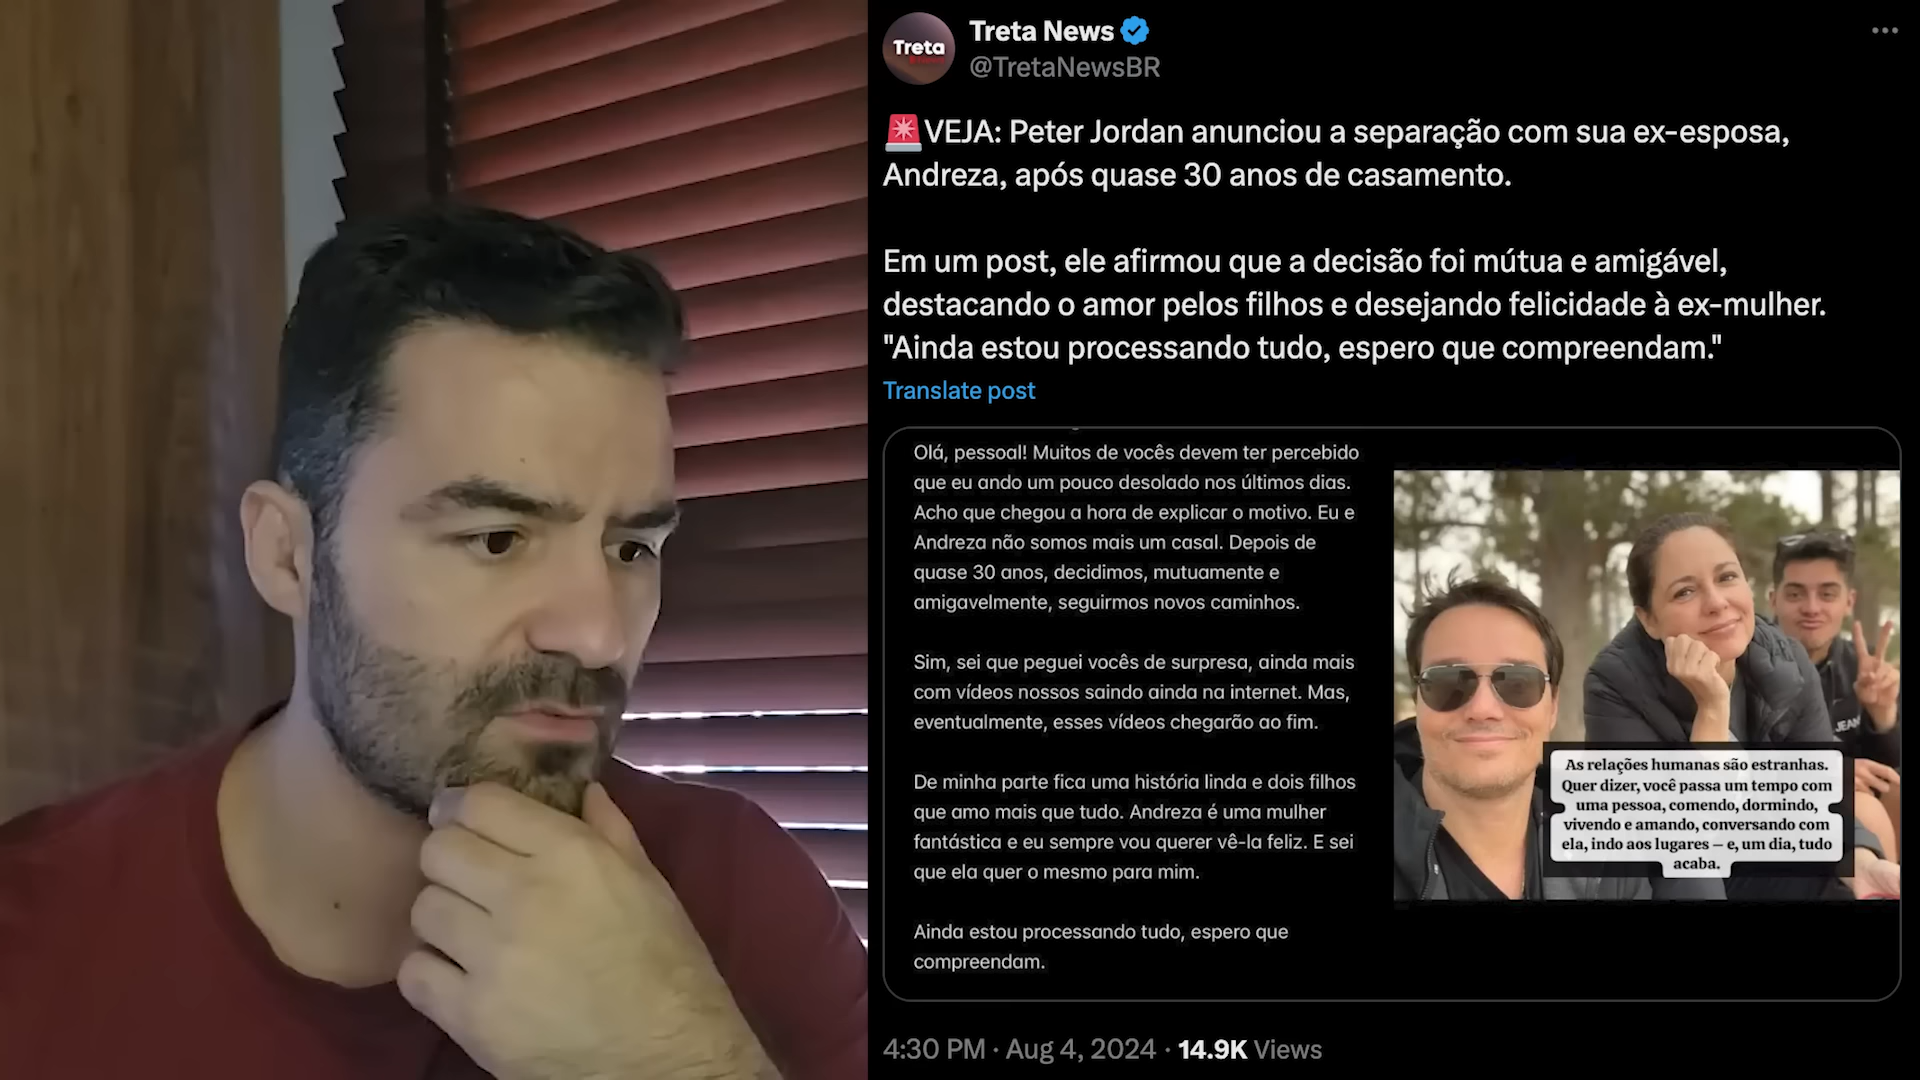 Treta
Treta News
@TretaNewsBR
VEJA: Peter Jordan anunciou a separação com sua ex-esposa,
Andreza, após quase 30 anos de casamento.
Em um post, ele afirmou que a decisão foi mútua e amigável,
destacando o amor pelos filhos e desejando felicidade à ex-mulher.
"Ainda estou processando tudo, espero que compreendam."
Translate post
Olá, pessoal! Muitos de vocês devem ter percebido
que eu ando um pouco desolado nos últimos dias.
Acho que chegou a hora de explicar o motivo. Eu e
Andreza não somos mais um casal. Depois de
quase 30 anos, decidimos, mutuamente e
amigavelmente, seguirmos novos caminhos.
Sim, sei que peguei vocês de surpresa, ainda mais
com vídeos nossos saindo ainda na internet. Mas,
eventualmente, esses vídeos chegarão ao fim.
De minha parte fica uma história linda e dois filhos
que amo mais que tudo. Andreza é uma mulher
fantástica e eu sempre vou querer vê-la feliz. E sei
que ela quer o mesmo para mim.
Ainda estou processando tudo, espero que
compreendam.
As relações humanas são estranhas.
Quer dizer, você passa um tempo com
uma pessoa, comendo, dormindo,
vivendo e amando, conversando com
ela, indo aos lugares — e, um dia, tudo
acaba.
4:30 PM · Aug 4, 2024 · 14.9K Views